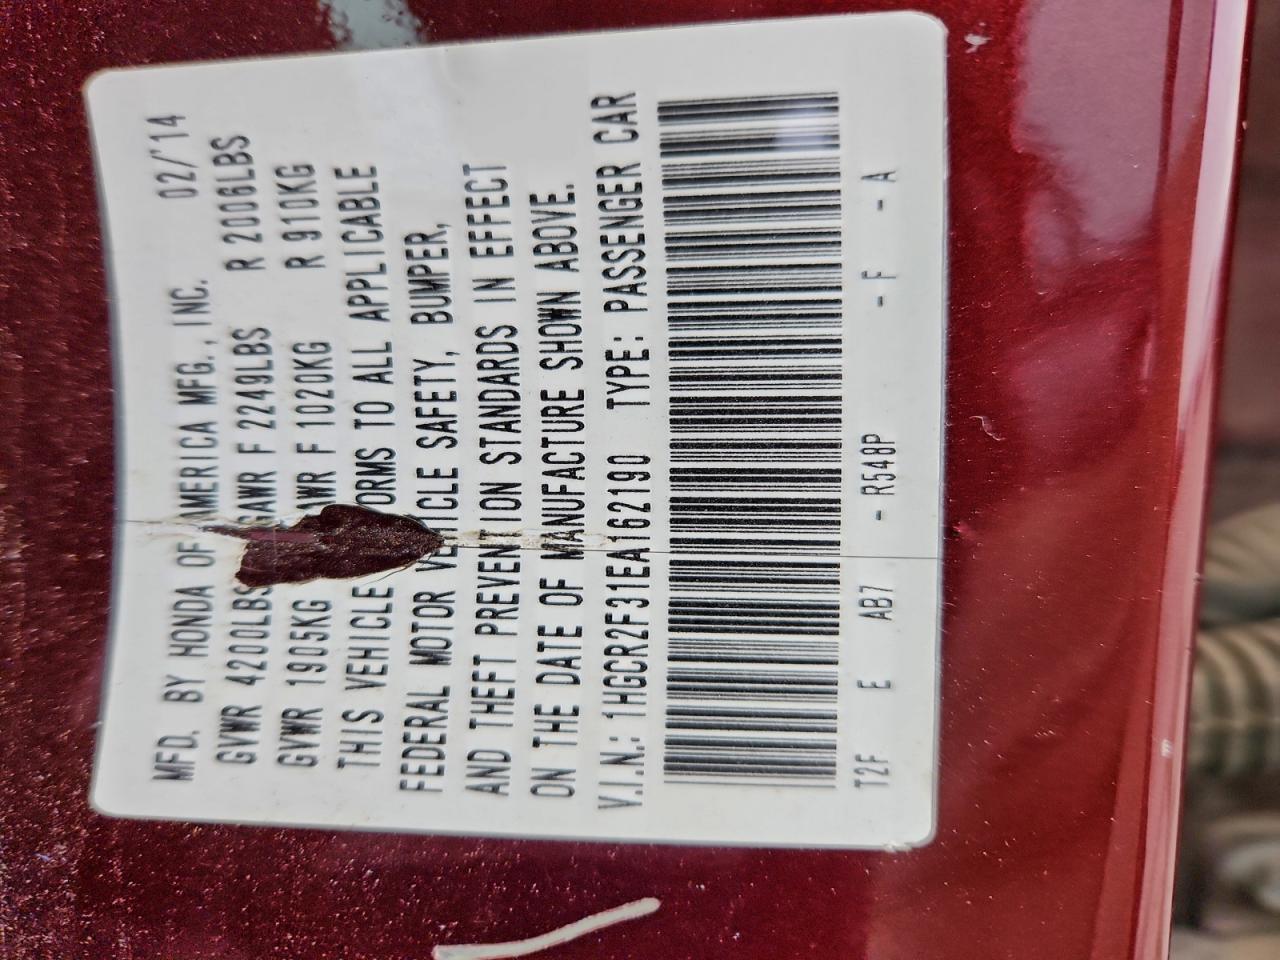 MFD. BY HONDA OF AMERICA MFG., INC. 02/'14
GVWR 4200LBS GAWR F 2249LBS R 2006LBS
GVWR 1905KG AWR F 1020KG R 910KG
THIS VEHICLE ORMS TO ALL APPLICABLE
FEDERAL MOTOR VEHICLE SAFETY, BUMPER,
AND THEFT PREVENTION STANDARDS IN EFFECT
ON THE DATE OF MANUFACTURE SHOWN ABOVE.
V.I.N.: 1HGCR2F31EA162190 TYPE: PASSENGER CAR
T2F E AB7 - R548P - F - A